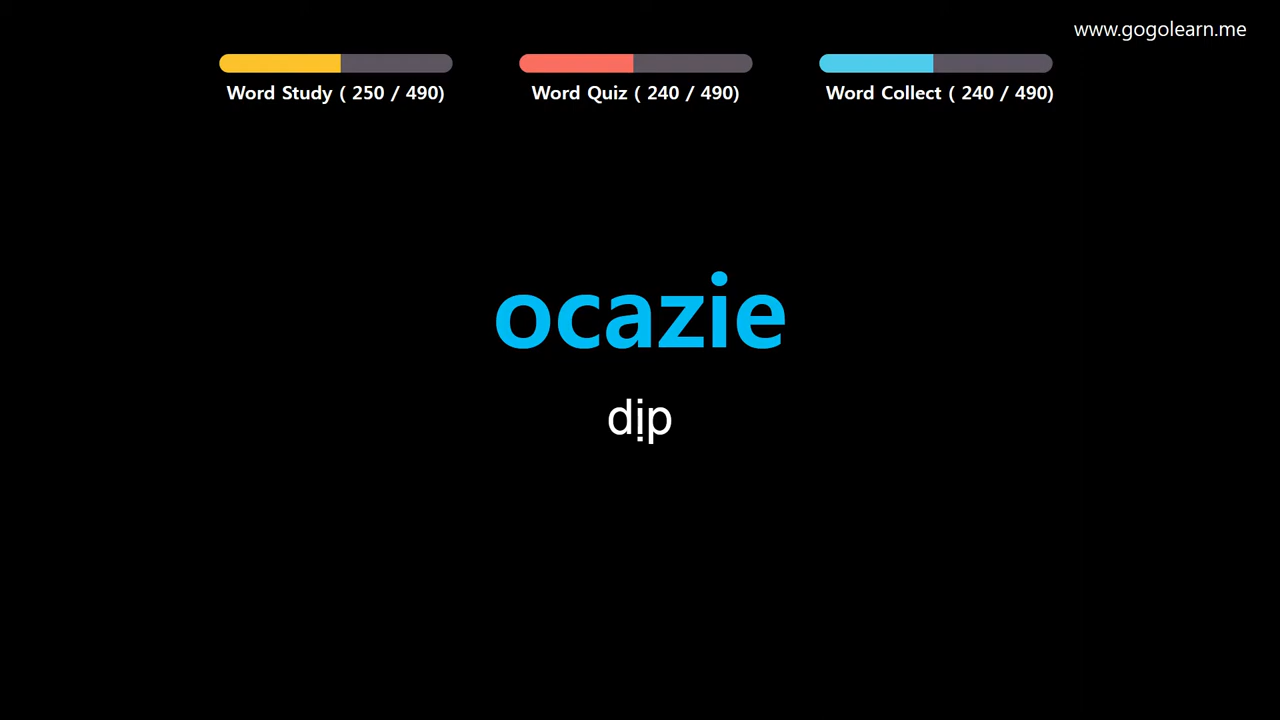 www.gogolearn.me
Word Study ( 250 / 490)
Word Quiz ( 240 / 490)
Word Collect ( 240 / 490)
ocazie
dịp